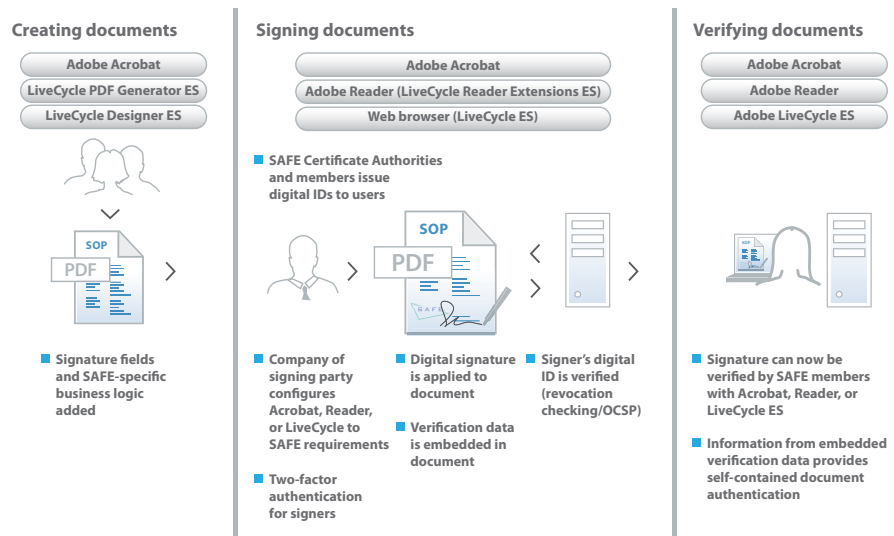 Creating documents
Adobe Acrobat
LiveCycle PDF Generator ES
LiveCycle Designer ES
SOP
PDF
Signature fields
and SAFE-specific
business logic
added
Signing documents
Adobe Acrobat
Adobe Reader (LiveCycle Reader Extensions ES)
Web browser (LiveCycle ES)
SAFE Certificate Authorities
and members issue
digital IDs to users
SOP
PDF
SAFE
Company of
signing party
configures
Acrobat, Reader,
or LiveCycle to
SAFE requirements
Two-factor
authentication
for signers
Digital signature
is applied to
document
Verification data
is embedded in
document
Signer’s digital
ID is verified
(revocation
checking/OCSP)
Verifying documents
Adobe Acrobat
Adobe Reader
Adobe LiveCycle ES
SOP
Signature can now be
verified by SAFE members
with Acrobat, Reader, or
LiveCycle ES
Information from embedded
verification data provides
self-contained document
authentication